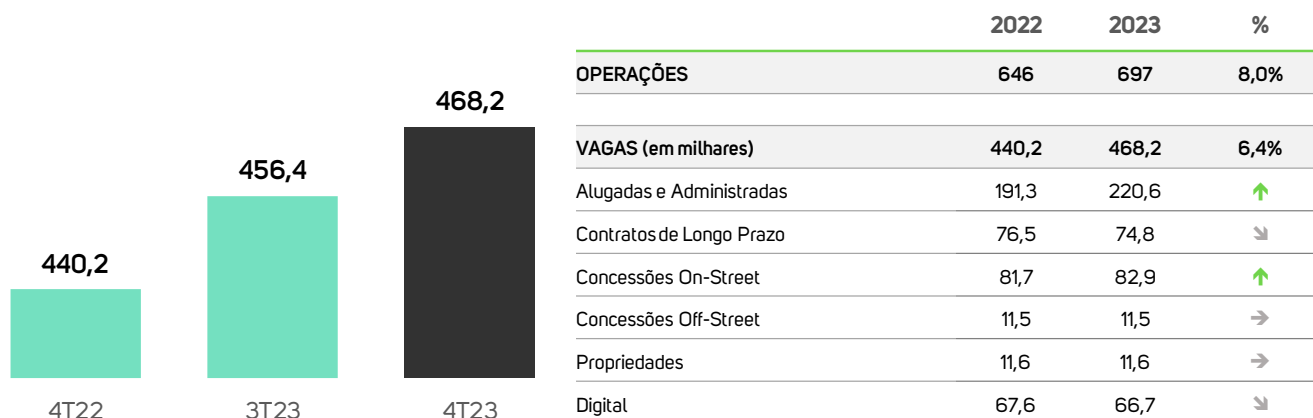 468,2
456,4
440,2
4T22 3T23 4T23
2022 2023 %
OPERAÇÕES 646 697 8,0%
VAGAS (em milhares) 440,2 468,2 6,4%
Alugadas e Administradas 191,3 220,6 ↑
Contratos de Longo Prazo 76,5 74,8 ↘
Concessões On-Street 81,7 82,9 ↑
Concessões Off-Street 11,5 11,5 →
Propriedades 11,6 11,6 →
Digital 67,6 66,7 ↘